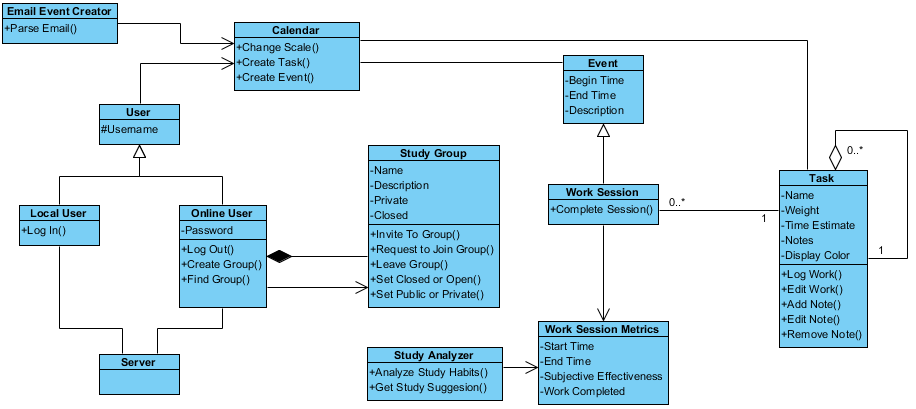 Email Event Creator
+Parse Email()
Calendar
+Change Scale()
+Create Task()
+Create Event()
Event
-Begin Time
-End Time
-Description
User
#Username
Study Group
-Name
-Description
-Private
-Closed
+Invite To Group()
+Request to Join Group()
+Leave Group()
+Set Closed or Open()
+Set Public or Private()
Local User
+Log In()
Online User
-Password
+Log Out()
+Create Group()
+Find Group()
Work Session
+Complete Session()
0..*
1
0..*
1
Task
-Name
-Weight
-Time Estimate
-Notes
-Display Color
+Log Work()
+Edit Work()
+Add Note()
+Edit Note()
+Remove Note()
Server
Study Analyzer
+Analyze Study Habits()
+Get Study Suggesion()
Work Session Metrics
-Start Time
-End Time
-Subjective Effectiveness
-Work Completed